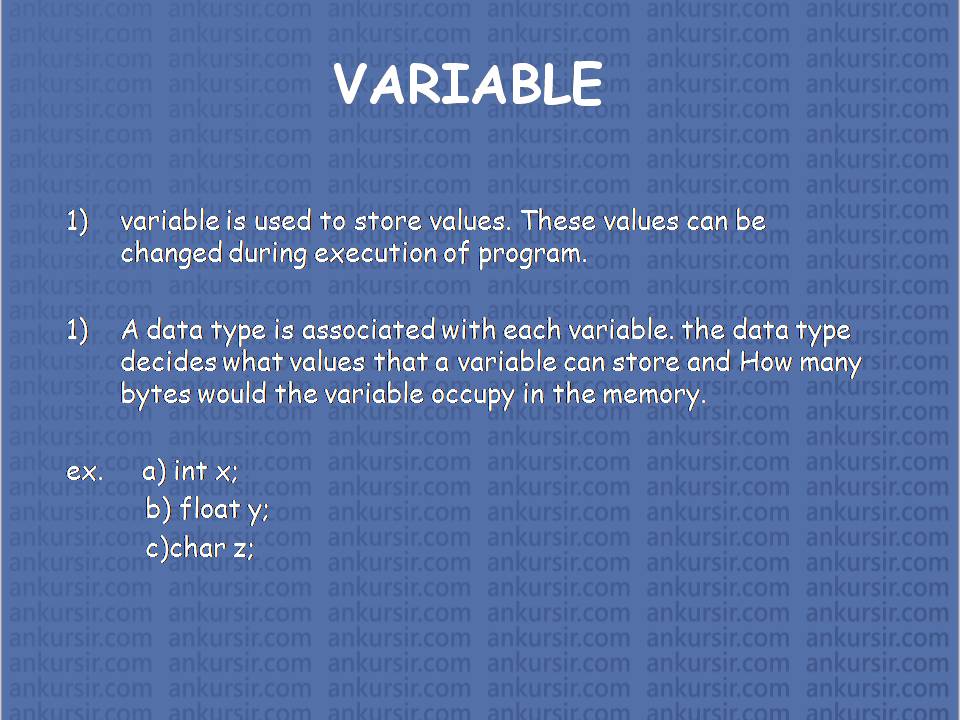 VARIABLE
1) variable is used to store values. These values can be
changed during execution of program.
1) A data type is associated with each variable. the data type
decides what values that a variable can store and How many
bytes would the variable occupy in the memory.
ex. a) int x;
b) float y;
c)char z;